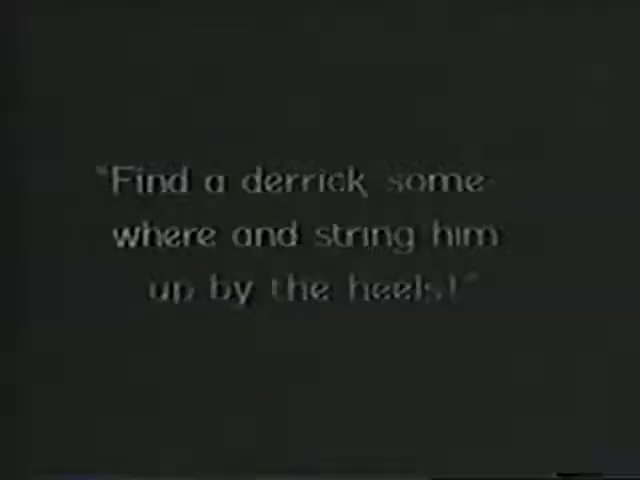 "Find a derrick some-
where and string him
up by the heels!"